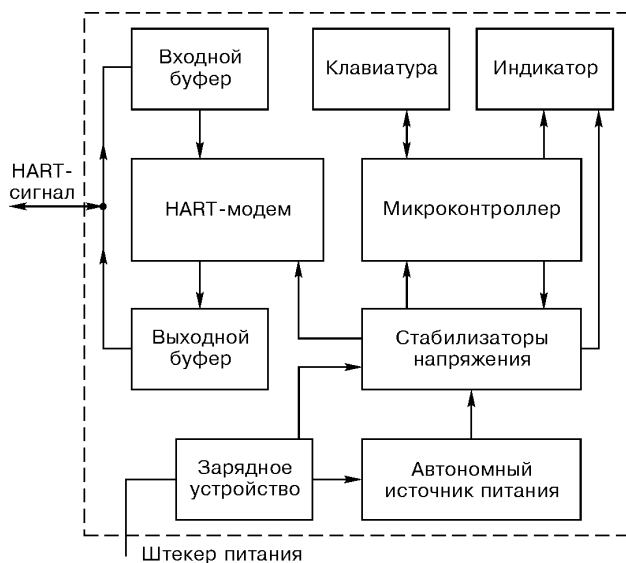 Входной
буфер
Клавиатура
Индикатор
HART-
сигнал
HART-модем
Микроконтроллер
Выходной
буфер
Стабилизаторы
напряжения
Зарядное
устройство
Автономный
источник питания
Штекер питания